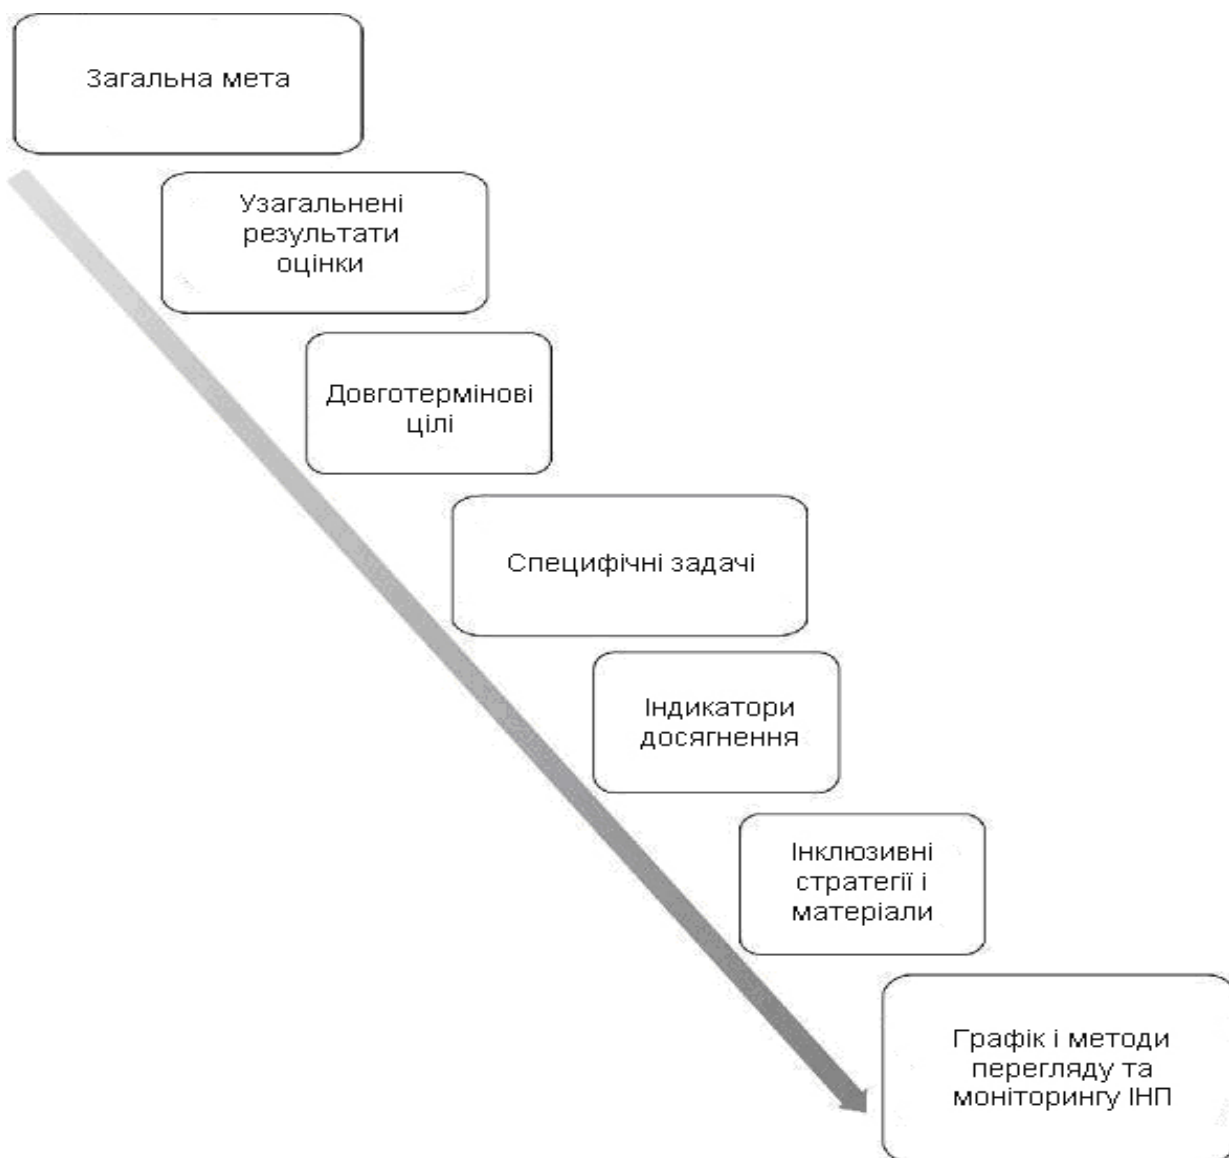 Загальна мета
Узагальнені
результати
оцінки
Довготермінові
цілі
Специфічні задачі
Індикатори
досягнення
Інклюзивні
стратегії і
матеріали
Графік і методи
перегляду та
моніторингу ІНП